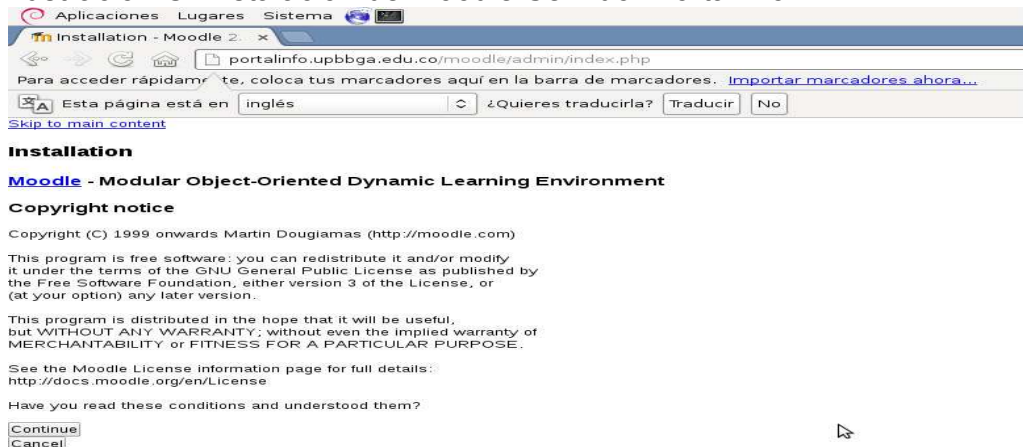 Aplicaciones Lugares Sistema
Installation - Moodle 2. ×
portalinfo.upbbga.edu.co/moodle/admin/index.php
Para acceder rápidamente, coloca tus marcadores aquí en la barra de marcadores. Importar marcadores ahora...
Esta página está en inglés ¿Quieres traducirla? Traducir No
Skip to main content
Installation
Moodle - Modular Object-Oriented Dynamic Learning Environment
Copyright notice
Copyright (C) 1999 onwards Martin Dougiamas (http://moodle.com)
This program is free software: you can redistribute it and/or modify
it under the terms of the GNU General Public License as published by
the Free Software Foundation, either version 3 of the License, or
(at your option) any later version.
This program is distributed in the hope that it will be useful,
but WITHOUT ANY WARRANTY; without even the implied warranty of
MERCHANTABILITY or FITNESS FOR A PARTICULAR PURPOSE.
See the Moodle License information page for full details:
http://docs.moodle.org/en/License
Have you read these conditions and understood them?
Continue
Cancel